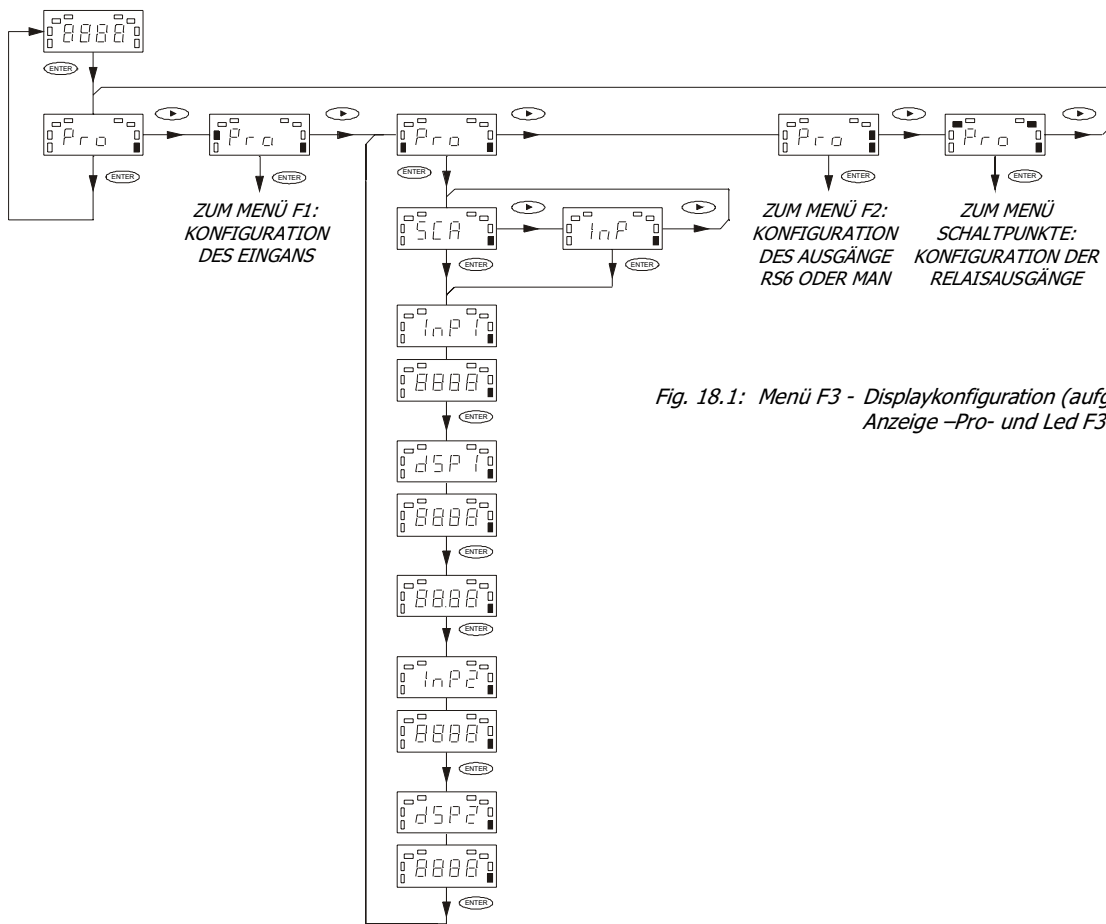 8888
ENTER
Pro
Pro
Pro
Pro
Pro
ENTER
ENTER
ENTER
ENTER
ENTER
ZUM MENÜ F1:
KONFIGURATION
DES EINGANS
SCA
InP
ZUM MENÜ F2:
KONFIGURATION
DES AUSGÄNGE
RS6 ODER MAN
ZUM MENÜ
SCHALTPUNKTE:
KONFIGURATION DER
RELAISAUSGÄNGE
ENTER
ENTER
InP1
888.8
ENTER
Fig. 18.1: Menü F3 - Displaykonfiguration (aufg
Anzeige –Pro- und Led F3
dSP1
8888
ENTER
88.88
ENTER
InP2
8888
ENTER
dSP2
8888
ENTER